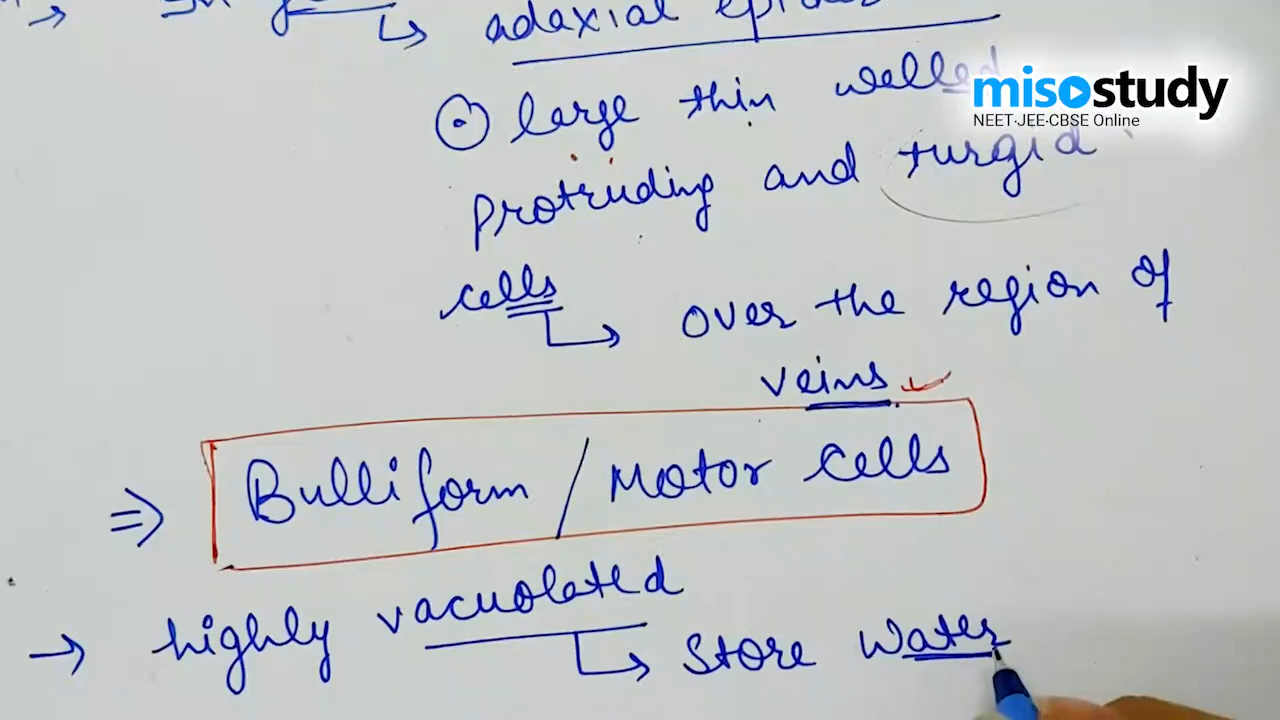 → In
↳ adaxial
⊙ large thin walled
protruding and turgid
cells
↳ over the region of
veins ✓
⇒ Bulliform / Motor cells
→ highly vacuolated
↳ store water
misostudy
NEET·JEE·CBSE Online